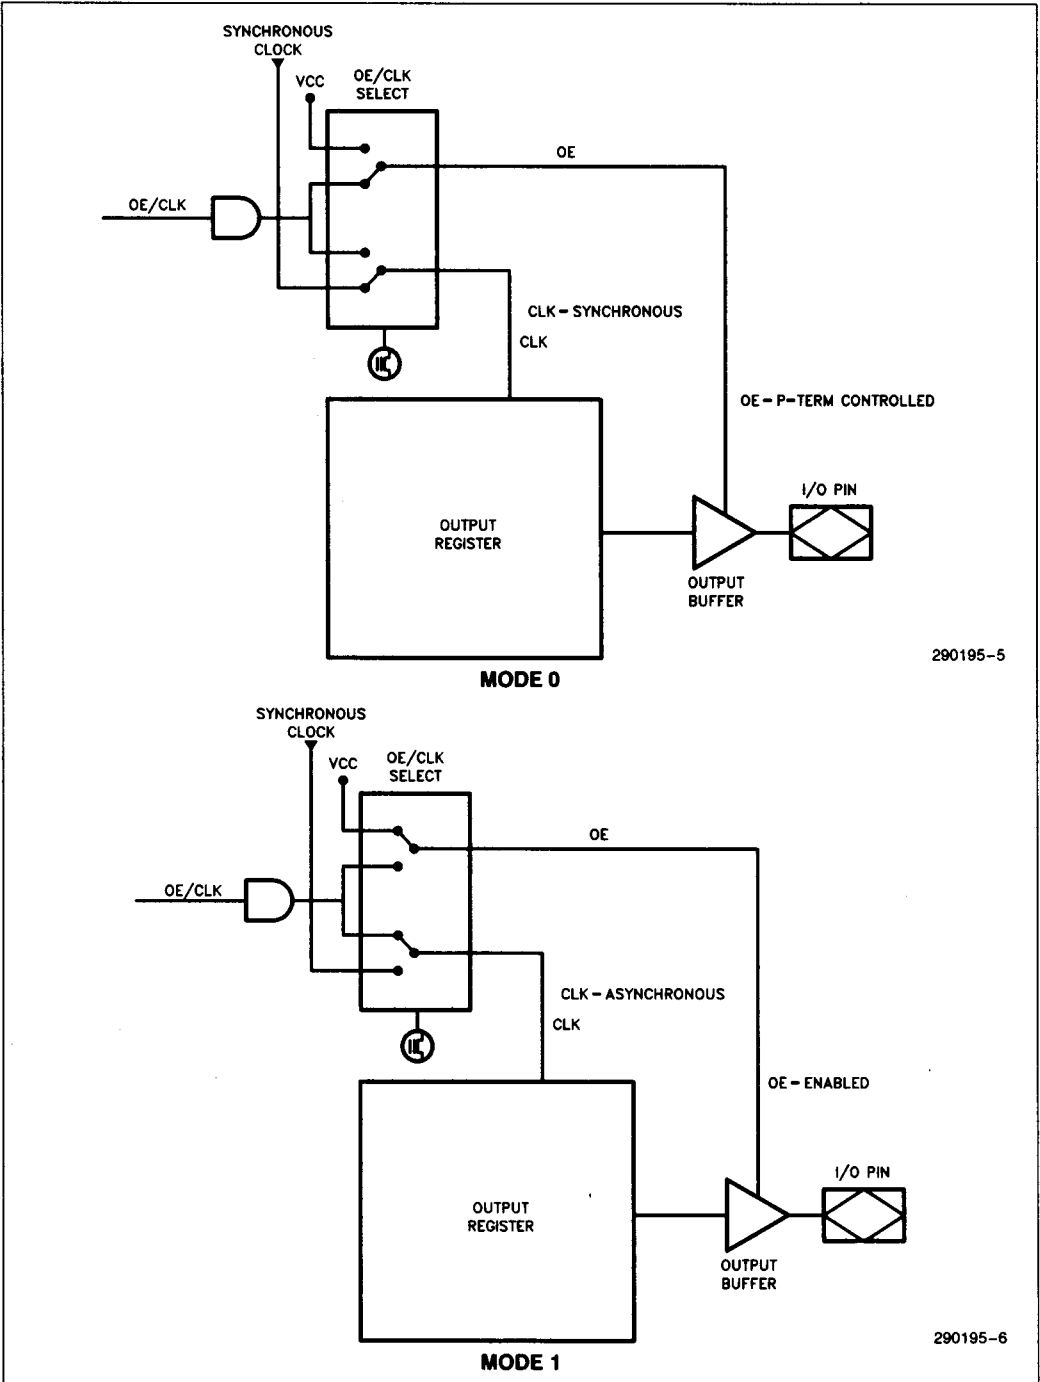 SYNCHRONOUS
CLOCK
VCC
OE/CLK
SELECT
OE
OE/CLK
CLK – SYNCHRONOUS
CLK
OE – P-TERM CONTROLLED
I/O PIN
OUTPUT
REGISTER
OUTPUT
BUFFER
290195-5
MODE 0
SYNCHRONOUS
CLOCK
VCC
OE/CLK
SELECT
OE
OE/CLK
CLK – ASYNCHRONOUS
CLK
OE – ENABLED
I/O PIN
OUTPUT
REGISTER
OUTPUT
BUFFER
290195-6
MODE 1